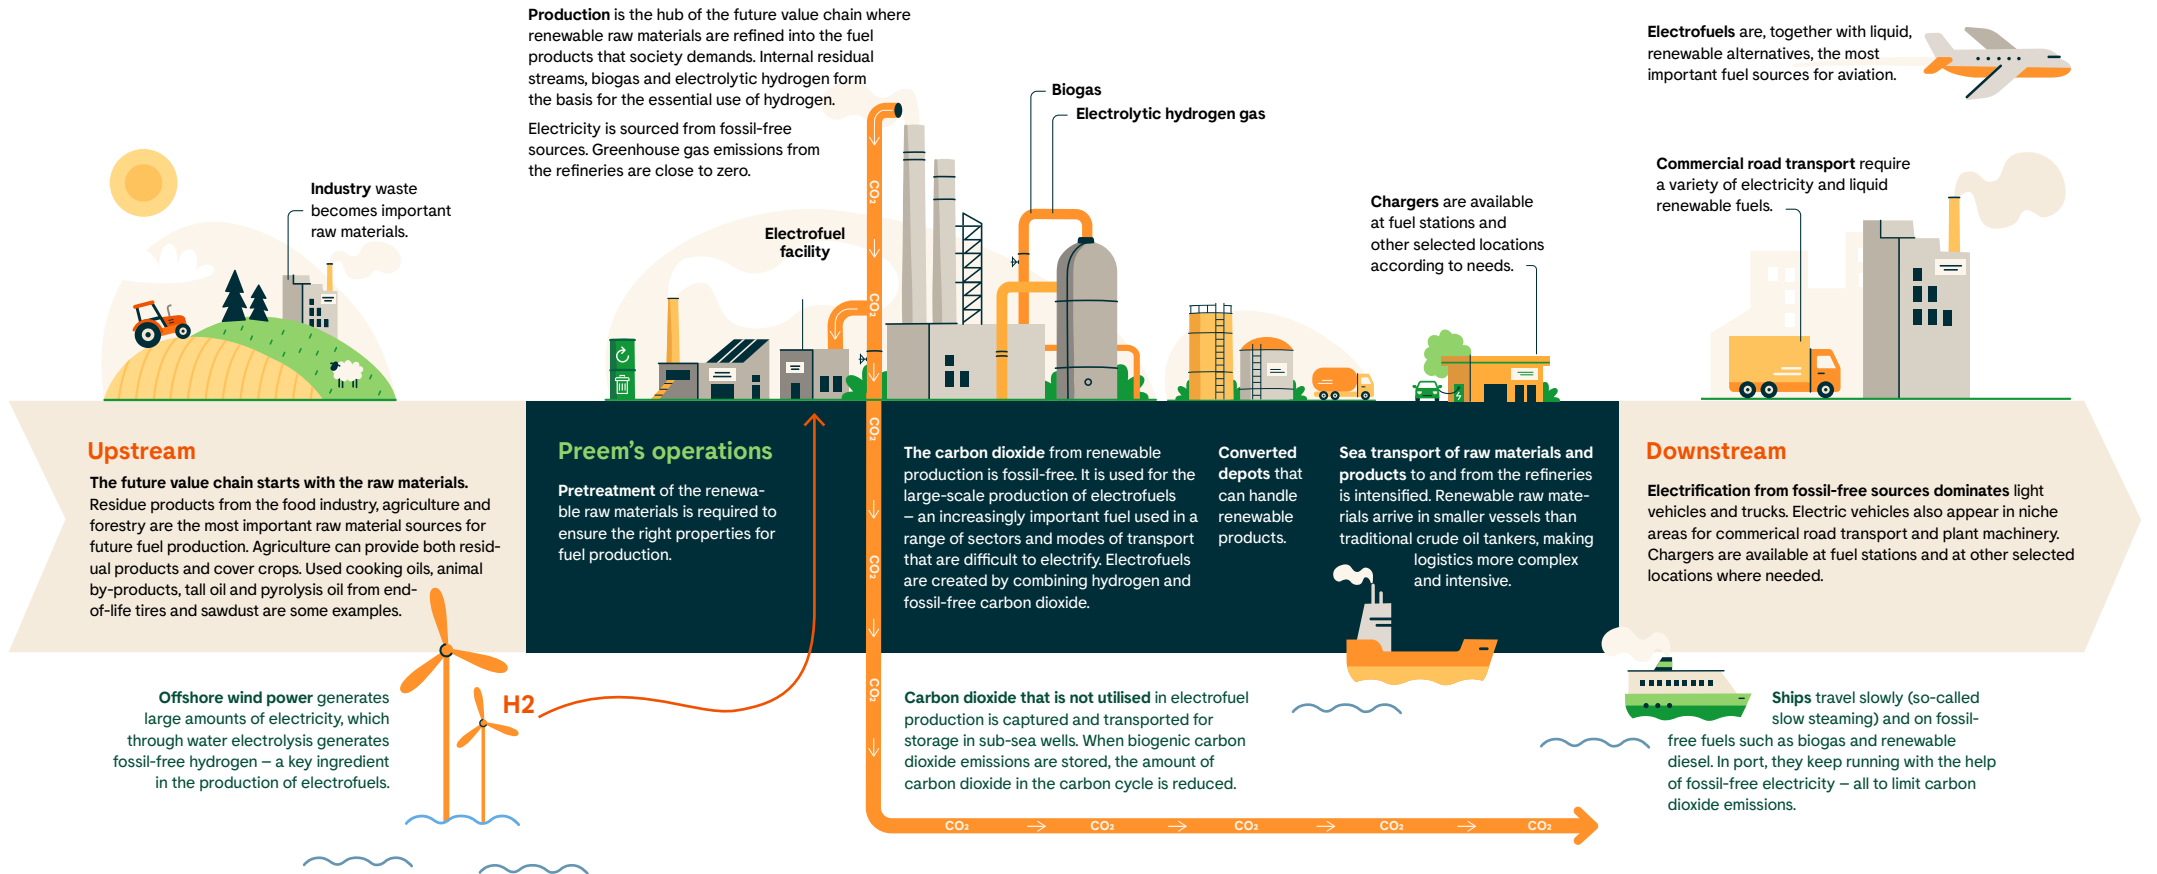 Production is the hub of the future value chain where
renewable raw materials are refined into the fuel
products that society demands. Internal residual
streams, biogas and electrolytic hydrogen form
the basis for the essential use of hydrogen.
Electricity is sourced from fossil-free
sources. Greenhouse gas emissions from
the refineries are close to zero.
Electrofuels are, together with liquid,
renewable alternatives, the most
important fuel sources for aviation.
Biogas
Electrolytic hydrogen gas
Industry waste
becomes important
raw materials.
Electrofuel
facility
Chargers are available
at fuel stations and
other selected locations
according to needs.
Commercial road transport require
a variety of electricity and liquid
renewable fuels.
CO₂
CO₂
CO₂
CO₂
CO₂
Upstream
The future value chain starts with the raw materials.
Residue products from the food industry, agriculture and
forestry are the most important raw material sources for
future fuel production. Agriculture can provide both resid-
ual products and cover crops. Used cooking oils, animal
by-products, tall oil and pyrolysis oil from end-
of-life tires and sawdust are some examples.
Preem's operations
Pretreatment of the renewa-
ble raw materials is required to
ensure the right properties for
fuel production.
The carbon dioxide from renewable
production is fossil-free. It is used for the
large-scale production of electrofuels
– an increasingly important fuel used in a
range of sectors and modes of transport
that are difficult to electrify. Electrofuels
are created by combining hydrogen and
fossil-free carbon dioxide.
Converted
depots that
can handle
renewable
products.
Sea transport of raw materials and
products to and from the refineries
is intensified. Renewable raw mate-
rials arrive in smaller vessels than
traditional crude oil tankers, making
logistics more complex
and intensive.
Downstream
Electrification from fossil-free sources dominates light
vehicles and trucks. Electric vehicles also appear in niche
areas for commerical road transport and plant machinery.
Chargers are available at fuel stations and at other selected
locations where needed.
Offshore wind power generates
large amounts of electricity, which
through water electrolysis generates
fossil-free hydrogen – a key ingredient
in the production of electrofuels.
H2
Carbon dioxide that is not utilised in electrofuel
production is captured and transported for
storage in sub-sea wells. When biogenic carbon
dioxide emissions are stored, the amount of
carbon dioxide in the carbon cycle is reduced.
Ships travel slowly (so-called
slow steaming) and on fossil-
free fuels such as biogas and renewable
diesel. In port, they keep running with the help
of fossil-free electricity – all to limit carbon
dioxide emissions.
CO₂ CO₂ CO₂ CO₂ CO₂